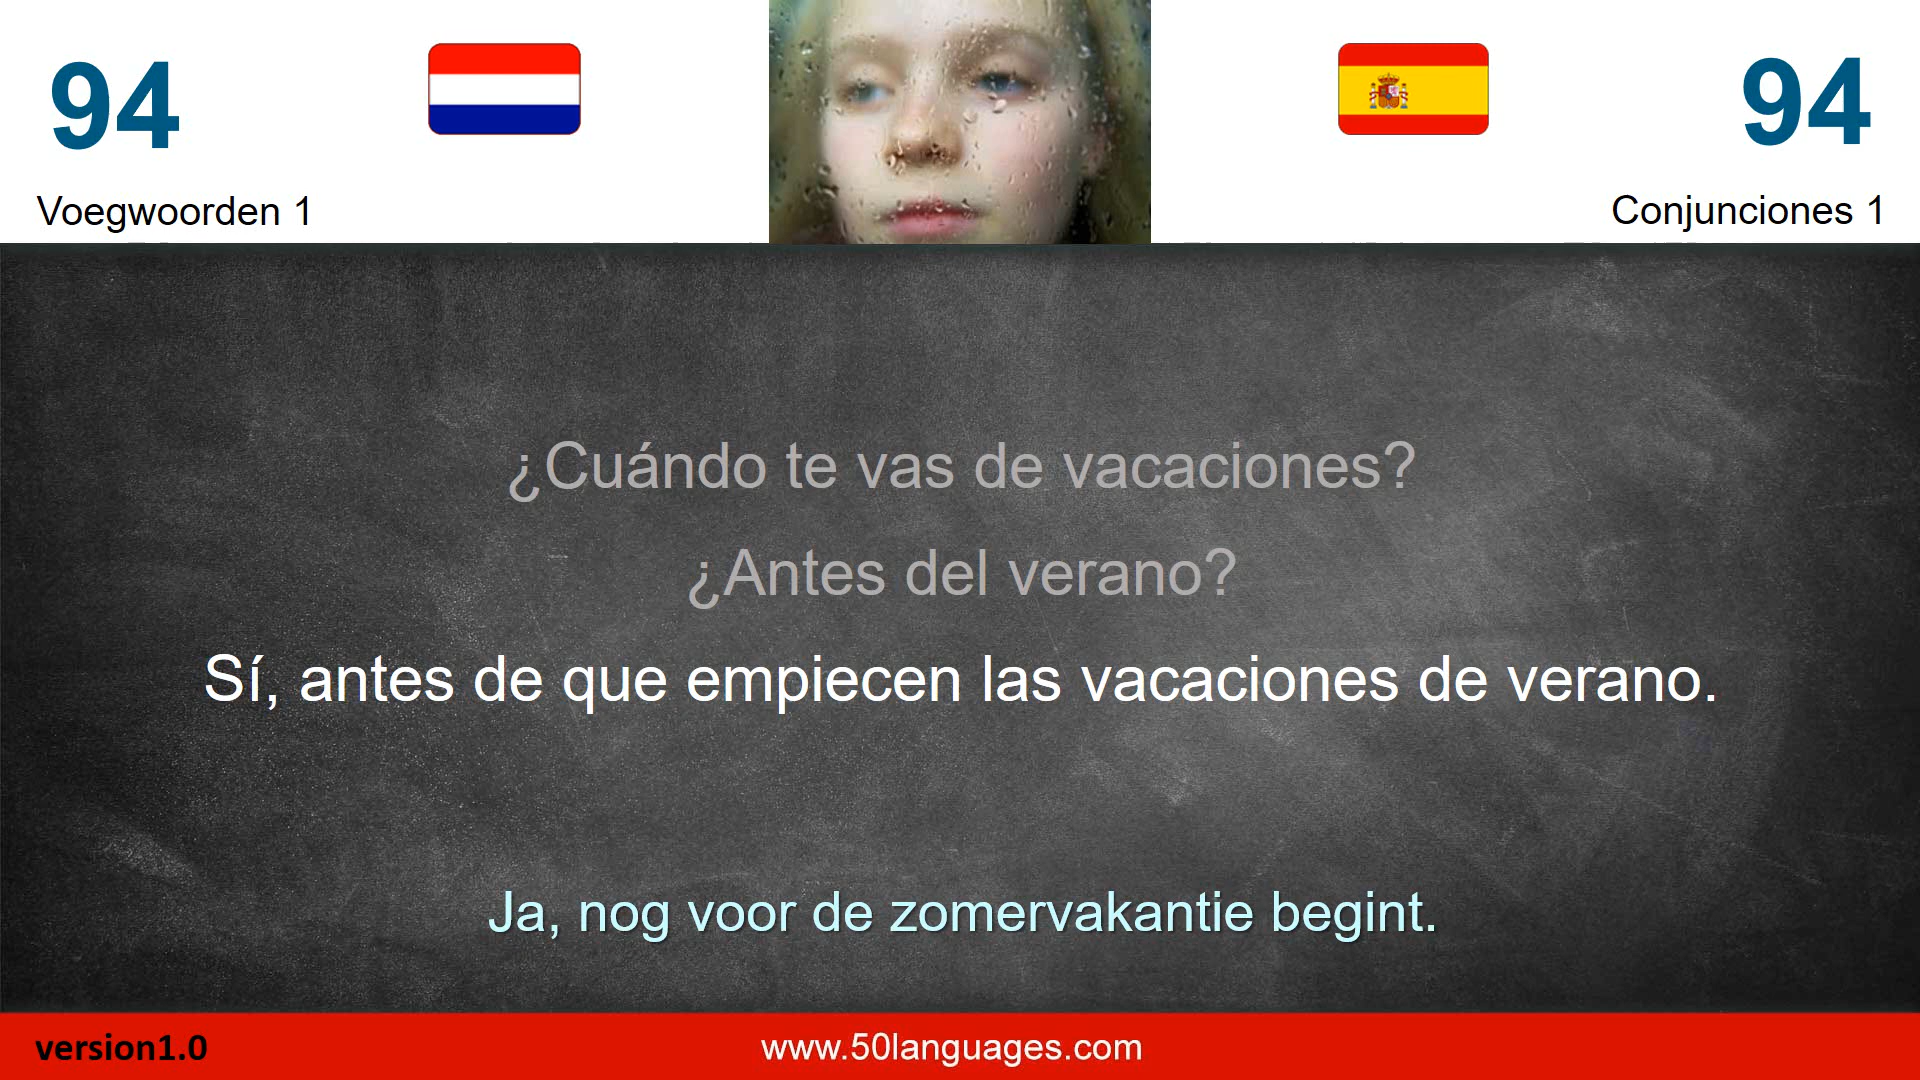 94
94
Voegwoorden 1
Conjunciones 1
¿Cuándo te vas de vacaciones?
¿Antes del verano?
Sí, antes de que empiecen las vacaciones de verano.
Ja, nog voor de zomervakantie begint.
version1.0
www.50languages.com